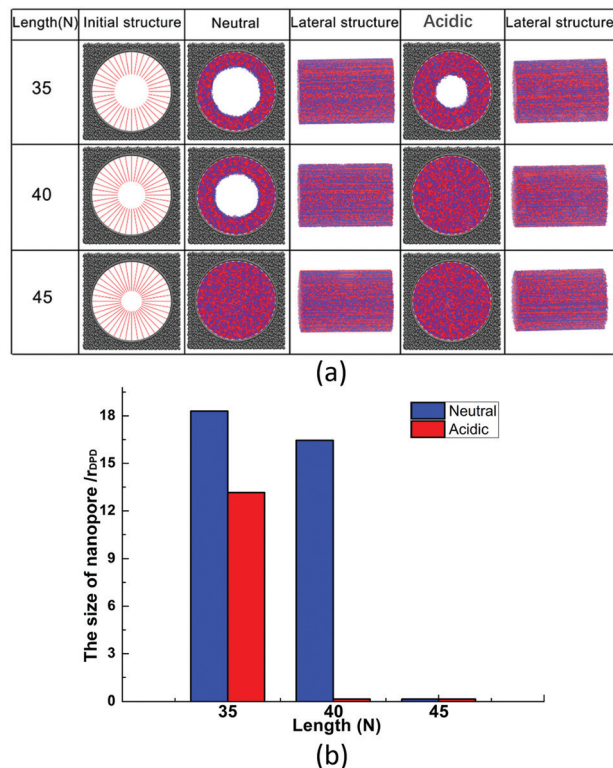 Length(N) Initial structure Neutral Lateral structure Acidic Lateral structure
35
40
45
(a)
The size of nanopore /rDPD
18
15
12
9
6
3
0
Neutral
Acidic
35 40 45
Length (N)
(b)